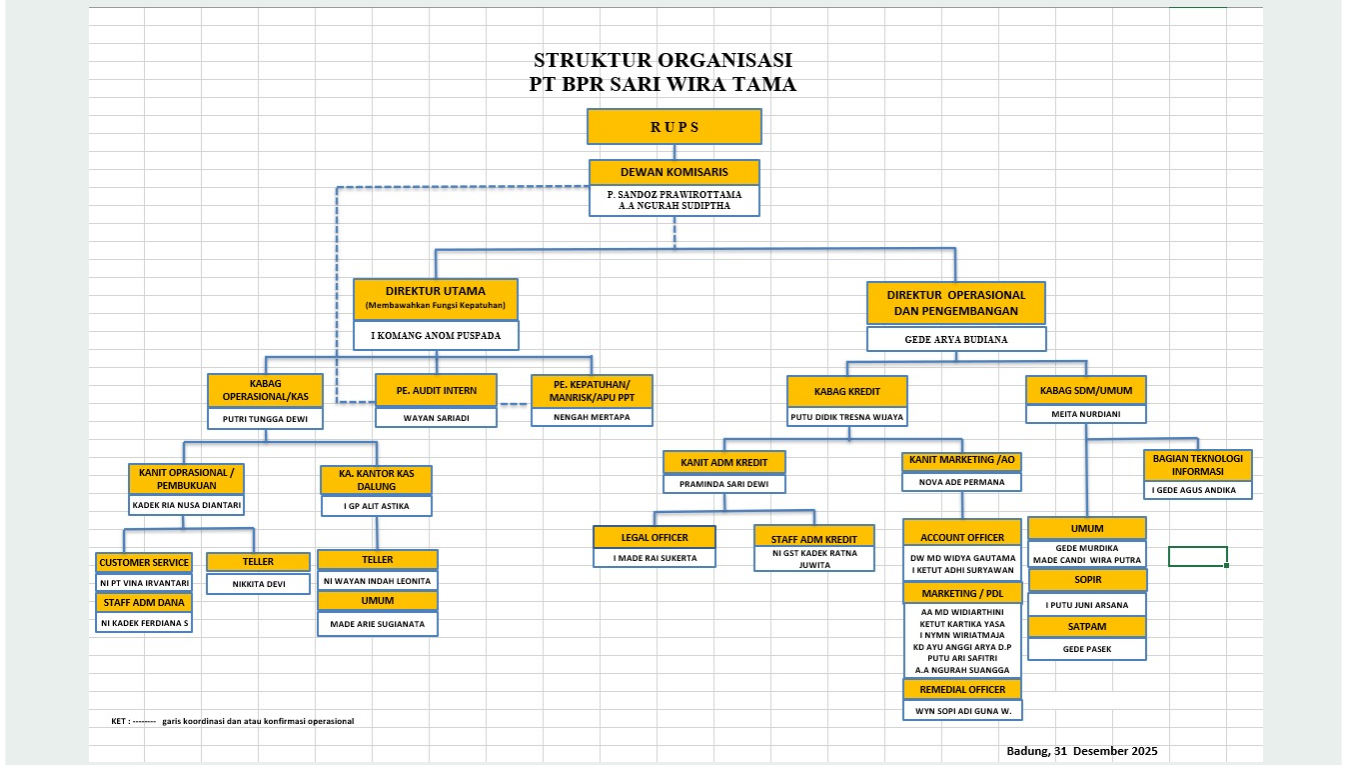 STRUKTUR ORGANISASI
PT BPR SARI WIRA TAMA
R U P S
DEWAN KOMISARIS
P. SANDOZ PRAWIROTTAMA
A.A NGURAH SUDIPTHA
DIREKTUR UTAMA
(Membawahkan Fungsi Kepatuhan)
I KOMANG ANOM PUSPADA
DIREKTUR OPERASIONAL
DAN PENGEMBANGAN
GEDE ARYA BUDIANA
KABAG
OPERASIONAL/KAS
PUTRI TUNGGA DEWI
PE. AUDIT INTERN
WAYAN SARIADI
PE. KEPATUHAN/
MANRISK/APU PPT
NENGAH MERTAPA
KABAG KREDIT
PUTU DIDIK TRESNA WIJAYA
KABAG SDM/UMUM
MEITA NURDIANI
KANIT OPRASIONAL /
PEMBUKUAN
KADEK RIA NUSA DIANTARI
KA. KANTOR KAS
DALUNG
I GP ALIT ASTIKA
KANIT ADM KREDIT
PRAMINDA SARI DEWI
KANIT MARKETING /AO
NOVA ADE PERMANA
BAGIAN TEKNOLOGI
INFORMASI
I GEDE AGUS ANDIKA
CUSTOMER SERVICE
NI PT VINA IRVANTARI
STAFF ADM DANA
NI KADEK FERDIANA S
TELLER
NIKKITA DEVI
TELLER
NI WAYAN INDAH LEONITA
UMUM
MADE ARIE SUGIANATA
LEGAL OFFICER
I MADE RAI SUKERTA
STAFF ADM KREDIT
NI GST KADEK RATNA
JUWITA
ACCOUNT OFFICER
DW MD WIDYA GAUTAMA
I KETUT ADHI SURYAWAN
MARKETING / PDL
AA MD WIDIARTHINI
KETUT KARTIKA YASA
I NYMN WIRIATMAJA
KD AYU ANGGI ARYA D.P
PUTU ARI SAFITRI
A.A NGURAH SUANGGA
REMEDIAL OFFICER
WYN SOPI ADI GUNA W.
UMUM
GEDE MURDIKA
MADE CANDI WIRA PUTRA
SOPIR
I PUTU JUNI ARSANA
SATPAM
GEDE PASEK
KET : -------- garis koordinasi dan atau konfirmasi operasional
Badung, 31 Desember 2025